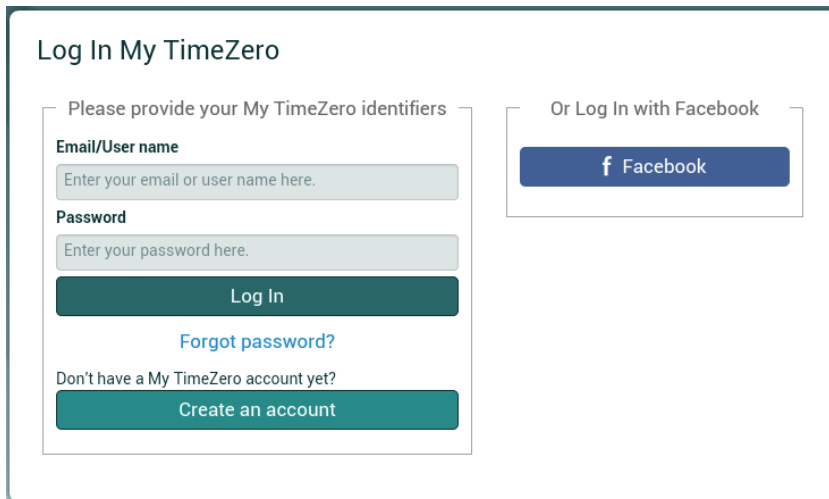 Log In My TimeZero
Please provide your My TimeZero identifiers
Email/User name
Enter your email or user name here.
Password
Enter your password here.
Log In
Forgot password?
Don't have a My TimeZero account yet?
Create an account
Or Log In with Facebook
f Facebook